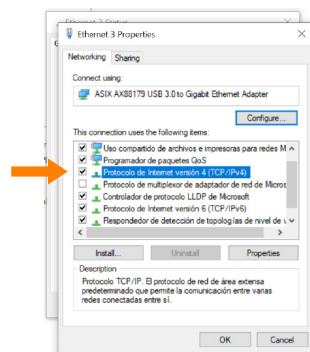 Ethernet 3 Status
Ethernet 3 Properties
Networking Sharing
Connect using:
ASIX AX88179 USB 3.0 to Gigabit Ethernet Adapter
Configure...
This connection uses the following items:
Uso compartido de archivos e impresoras para redes M
Programador de paquetes QoS
Protocolo de Internet versión 4 (TCP/IPv4)
Protocolo de multiplexor de adaptador de red de Micros
Controlador de protocolo LLDP de Microsoft
Protocolo de Internet versión 6 (TCP/IPv6)
Respondedor de detección de topologías de nivel de v
Install... Uninstall Properties
Description
Protocolo TCP/IP. El protocolo de red de área extensa
predeterminado que permite la comunicación entre varias
redes conectadas entre sí.
OK Cancel